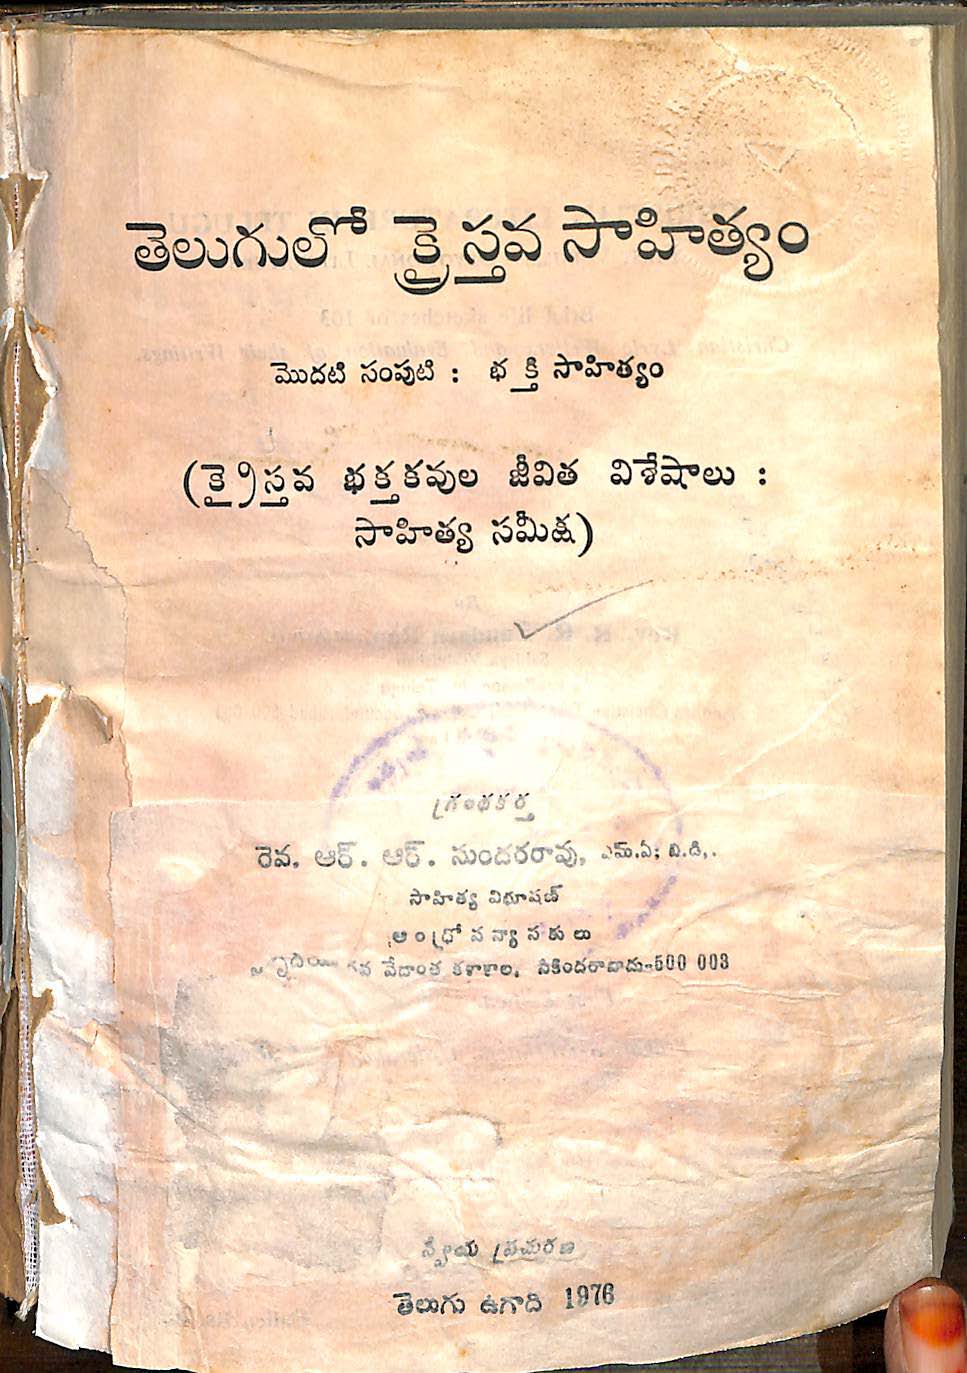 తెలుగులో క్రైస్తవ సాహిత్యం
మొదటి సంపుటి : భక్తి సాహిత్యం
(క్రైస్తవ భక్తకవుల జీవిత విశేషాలు :
సాహిత్య సమీక్ష)
గ్రంథకర్త
రెవ. ఆర్. ఆర్. సుందరరావు, ఎమ్.ఏ; బి.డి,.
సాహిత్య విభూషణ్
ఆంధ్రోపన్యాసకులు
వేదాంత కళాశాల, సికిందరాబాదు-500 003
స్వీయ ప్రచురణ
తెలుగు ఉగాది 1976